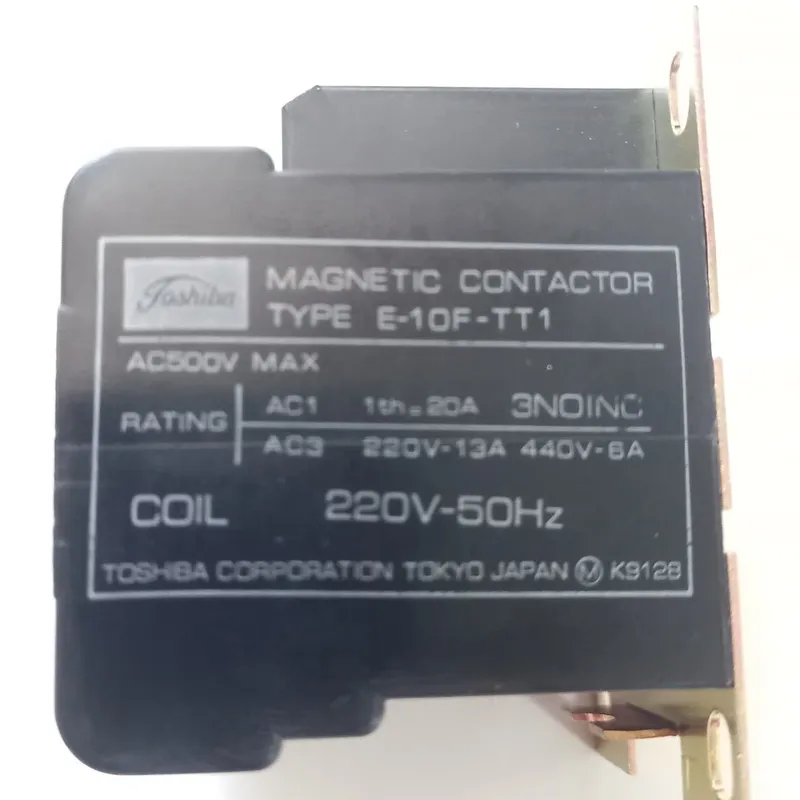 Toshiba
MAGNETIC CONTACTOR
TYPE E-10F-TT1
AC500V MAX
RATING
AC1 1th=20A 3NO1NC
AC3 220V-13A 440V-6A
COIL 220V-50Hz
TOSHIBA CORPORATION TOKYO JAPAN Ⓜ K9128